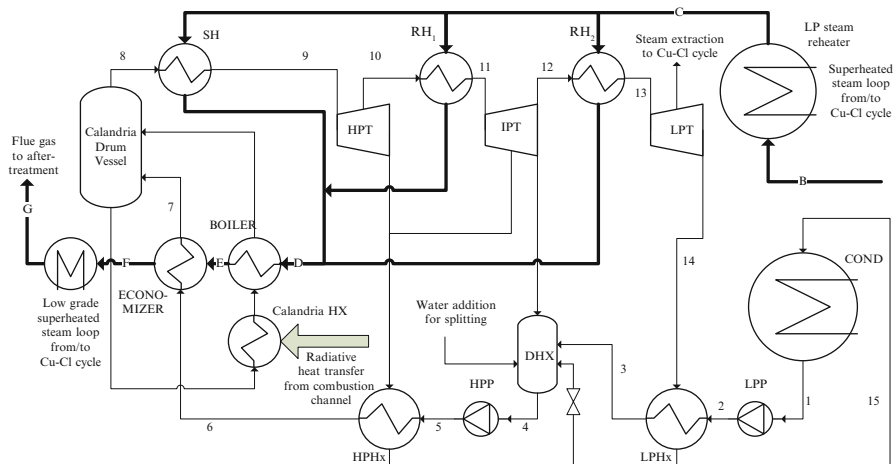 C
SH
RH1
RH2
LP steam
reheater
Steam extraction
to Cu-Cl cycle
8
9
10
11
12
13
Superheated
steam loop
from/to
Cu-Cl cycle
Calandria
Drum
Vessel
HPT
IPT
LPT
Flue gas
to after-
treatment
B
G
7
BOILER
14
COND
F
E
D
ECONO-
MIZER
Low grade
superheated
steam loop
from/to
Cu-Cl cycle
Calandria HX
Radiative
heat transfer
from combustion
channel
Water addition
for splitting
DHX
3
HPP
LPP
6
5
4
2
1
15
HPHx
LPHx